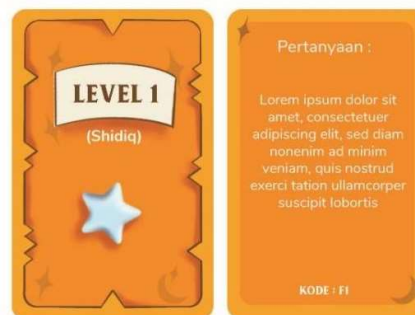 LEVEL 1
(Shidiq)
Pertanyaan :
Lorem ipsum dolor sit
amet, consectetuer
adipiscing elit, sed diam
nonenim ad minim
veniam, quis nostrud
exerci tation ullamcorper
suscipit lobortis
KODE : F1